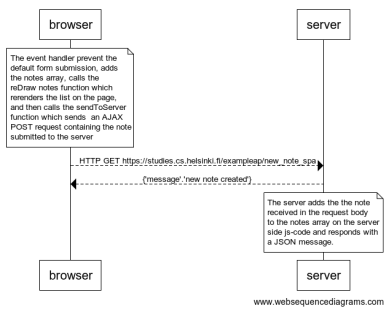 browser
server
The event handler prevent the
default form submission, adds
the notes array, calls the
reDraw notes function which
rerenders the list on the page,
and then calls the sendToServer
function which sends  an AJAX
POST request containing the note
submitted to the server
HTTP GET https://studies.cs.helsinki.fi/exampleap/new_note_spa
{'message'.'new note created'}
The server adds the the note
received in the request body
to the notes array on the server
side js-code and responds with
a JSON message.
browser
server
www.websequencediagrams.com